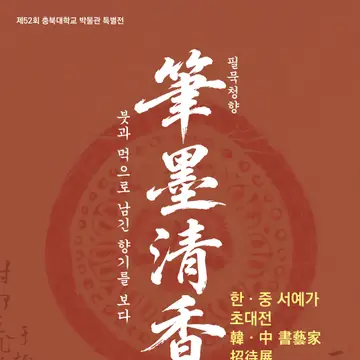 제52회 충북대학교 박물관 특별전
筆墨清香
필묵청향
붓과 먹으로 남긴 향기를 보다
한·중 서예가
초대전
韓·中 書藝家
招待展